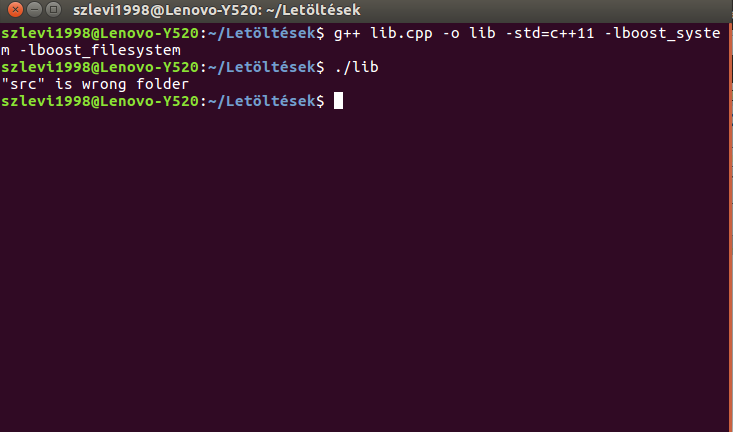 szlevi1998@Lenovo-Y520: ~/Letöltések
szlevi1998@Lenovo-Y520:~/Letöltések$ g++ lib.cpp -o lib -std=c++11 -lboost_syste
m -lboost_filesystem
szlevi1998@Lenovo-Y520:~/Letöltések$ ./lib
"src" is wrong folder
szlevi1998@Lenovo-Y520:~/Letöltések$